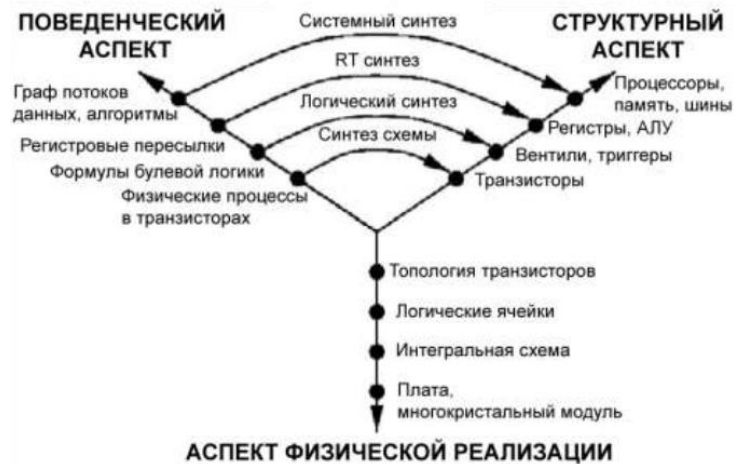 ПОВЕДЕНЧЕСКИЙ
АСПЕКТ
Системный синтез
СТРУКТУРНЫЙ
АСПЕКТ
RT синтез
Граф потоков
данных, алгоритмы
Логический синтез
Процессоры,
память, шины
Регистровые пересылки
Синтез схемы
Регистры, АЛУ
Формулы булевой логики
Вентили, триггеры
Физические процессы
в транзисторах
Транзисторы
Топология транзисторов
Логические ячейки
Интегральная схема
Плата,
многокристальный модуль
АСПЕКТ ФИЗИЧЕСКОЙ РЕАЛИЗАЦИИ